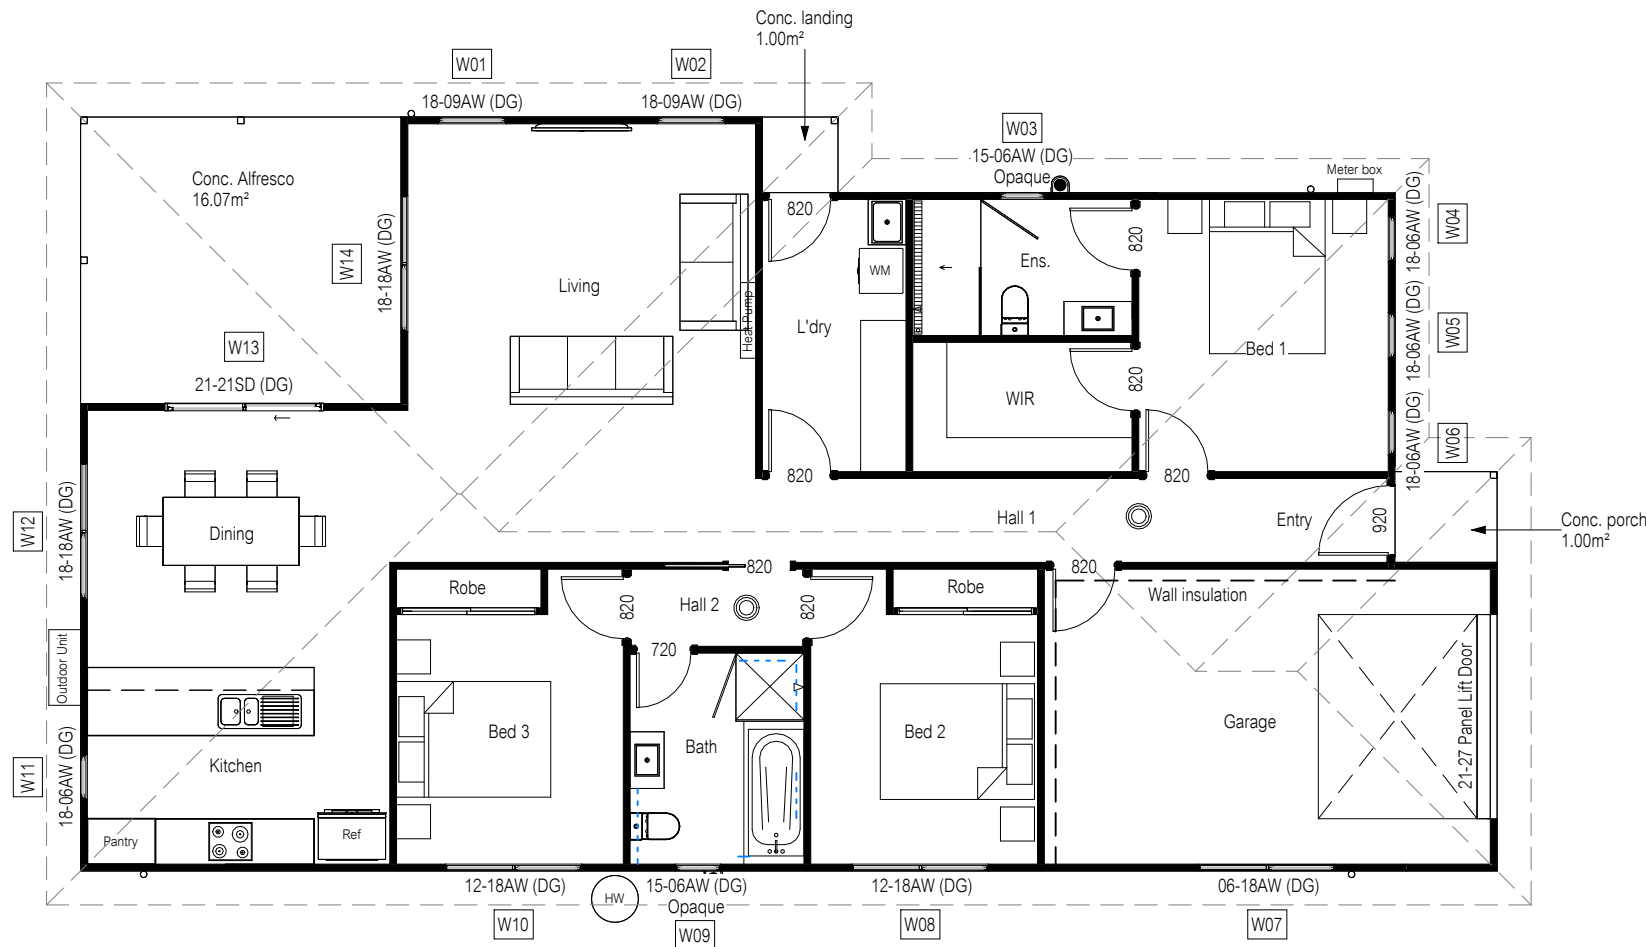 Conc. landing
1.00m²
W01
W02
18-09AW (DG)
18-09AW (DG)
W03
15-06AW (DG)
Opaque
Meter box
Conc. Alfresco
16.07m²
W14
18-18AW (DG)
W13
21-21SD (DG)
Living
Heat Pump
820
WM
L'dry
820
Ens.
820
WIR
820
Bed 1
820
18-06AW (DG)
W04
18-06AW (DG)
W05
18-06AW (DG)
W06
W12
18-18AW (DG)
Dining
Hall 1
Entry
920
Conc. porch
1.00m²
Robe
820
Hall 2
820
820
720
Robe
820
Wall insulation
Outdoor Unit
W11
18-06AW (DG)
Kitchen
Pantry
Ref
Bed 3
Bath
Bed 2
Garage
21-27 Panel Lift Door
12-18AW (DG)
W10
HW
15-06AW (DG)
Opaque
W09
12-18AW (DG)
W08
06-18AW (DG)
W07